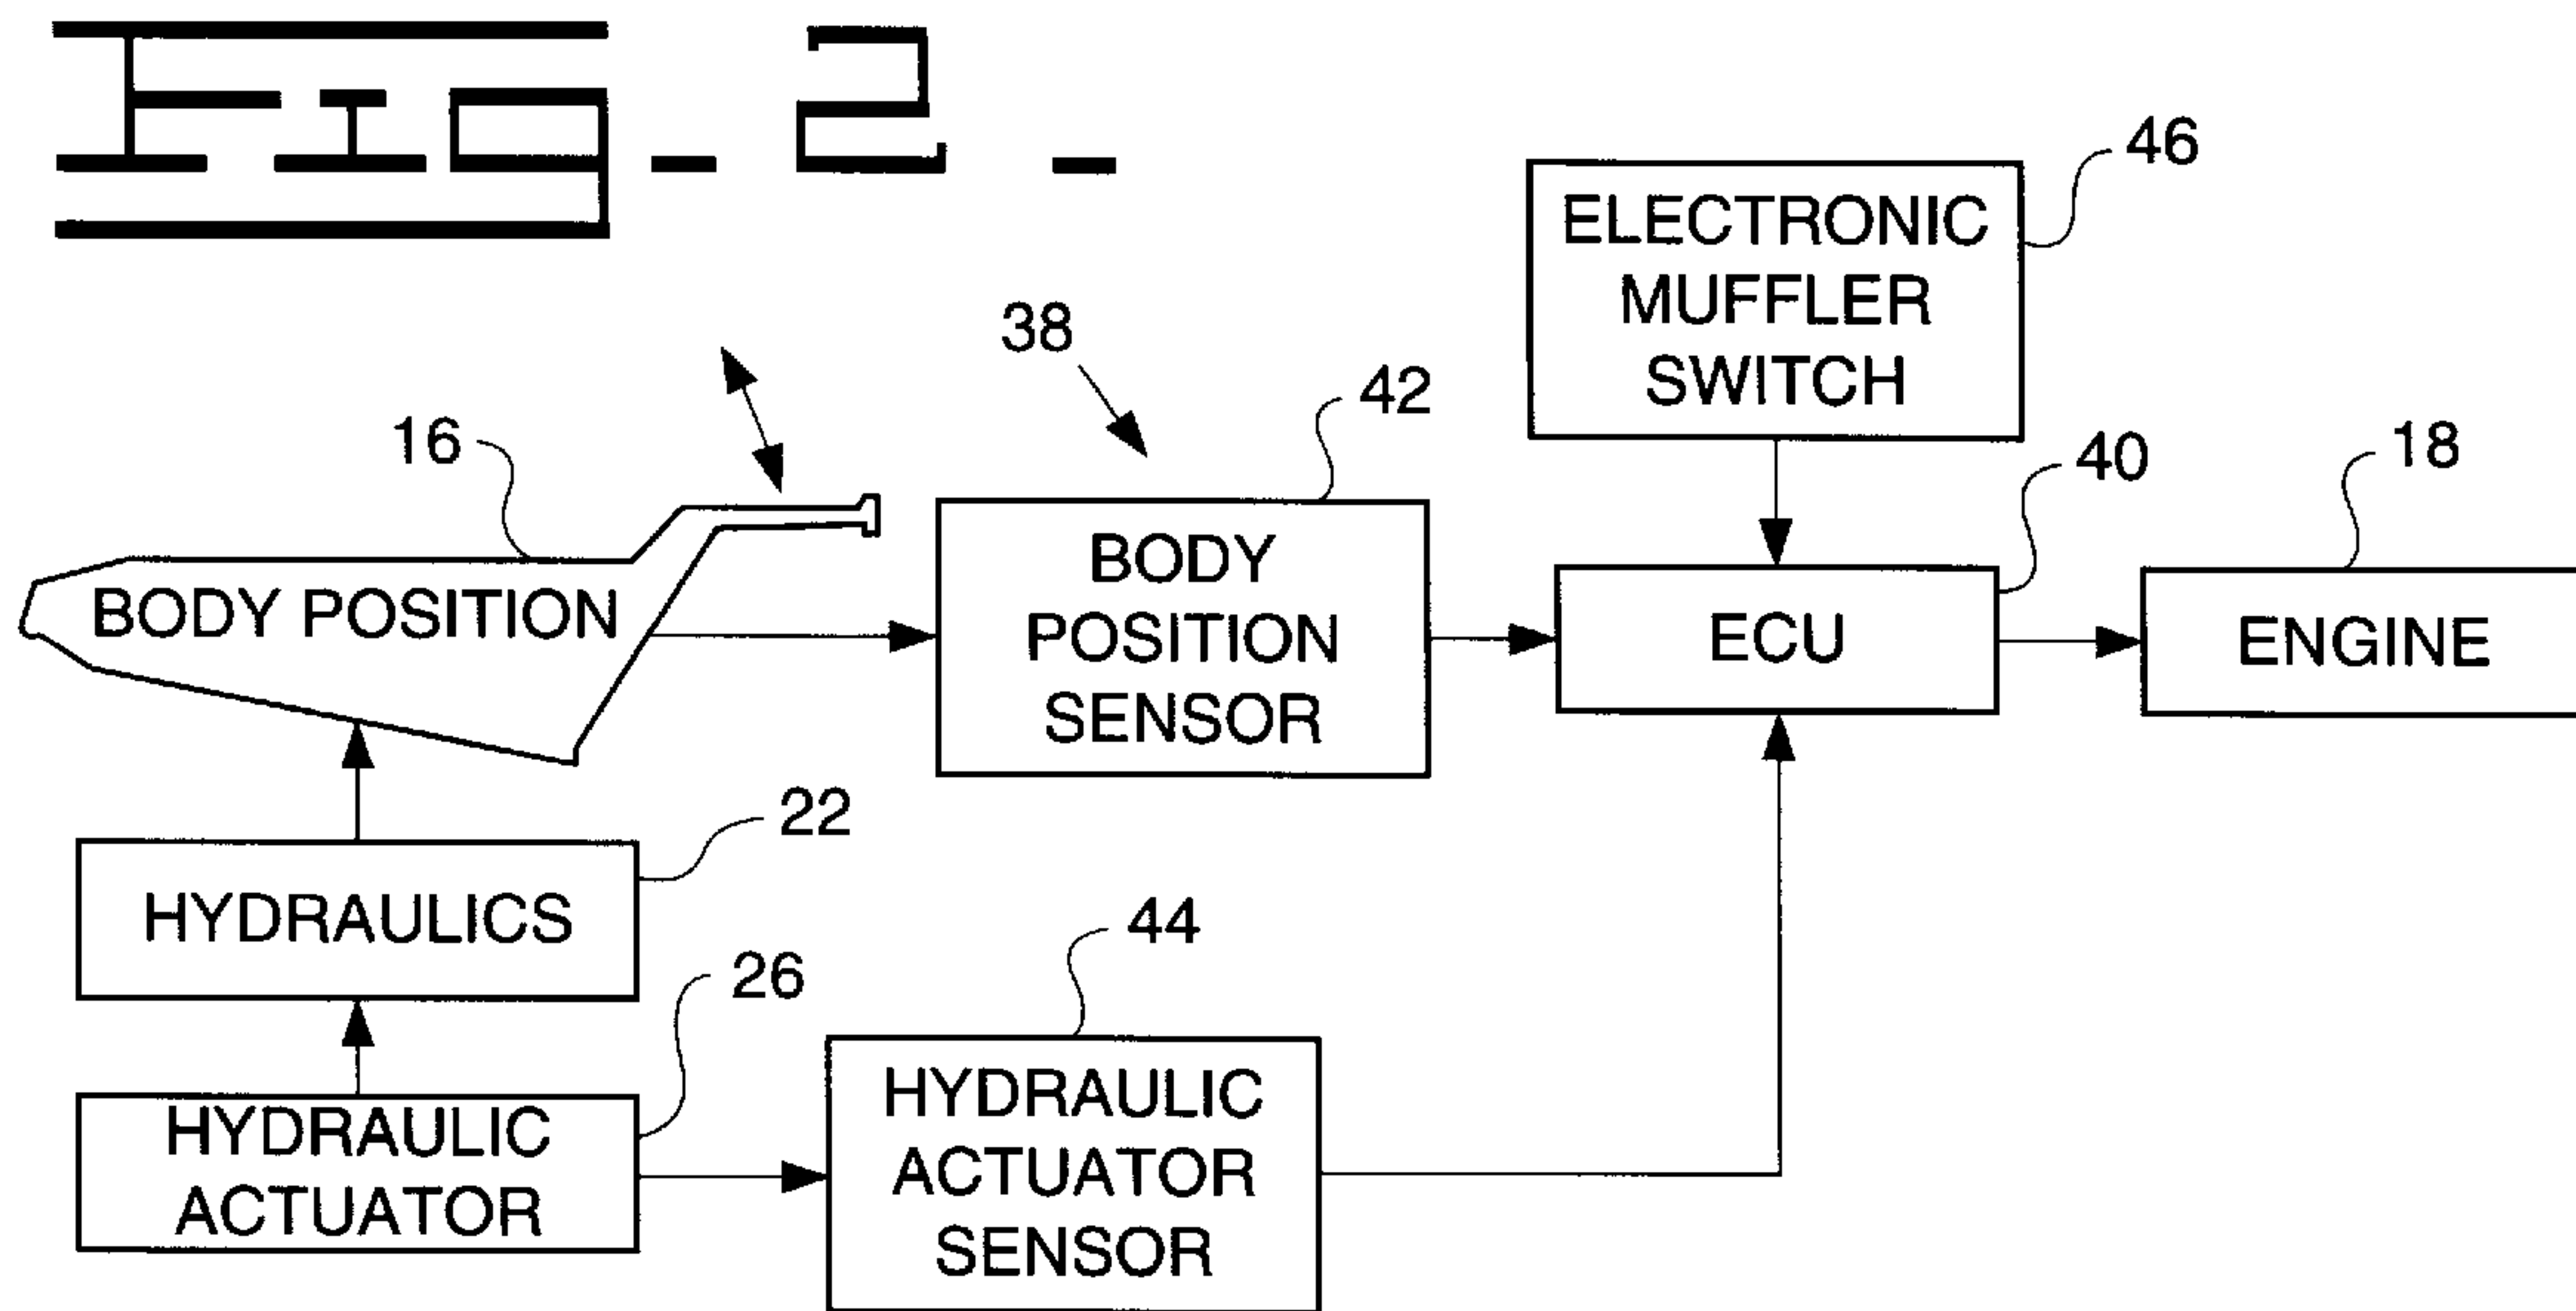 Fig - 2 -
46
ELECTRONIC
MUFFLER
SWITCH
38
42
16
40
18
BODY POSITION
BODY
POSITION
SENSOR
ECU
ENGINE
22
HYDRAULICS
26
44
HYDRAULIC
ACTUATOR
HYDRAULIC
ACTUATOR
SENSOR